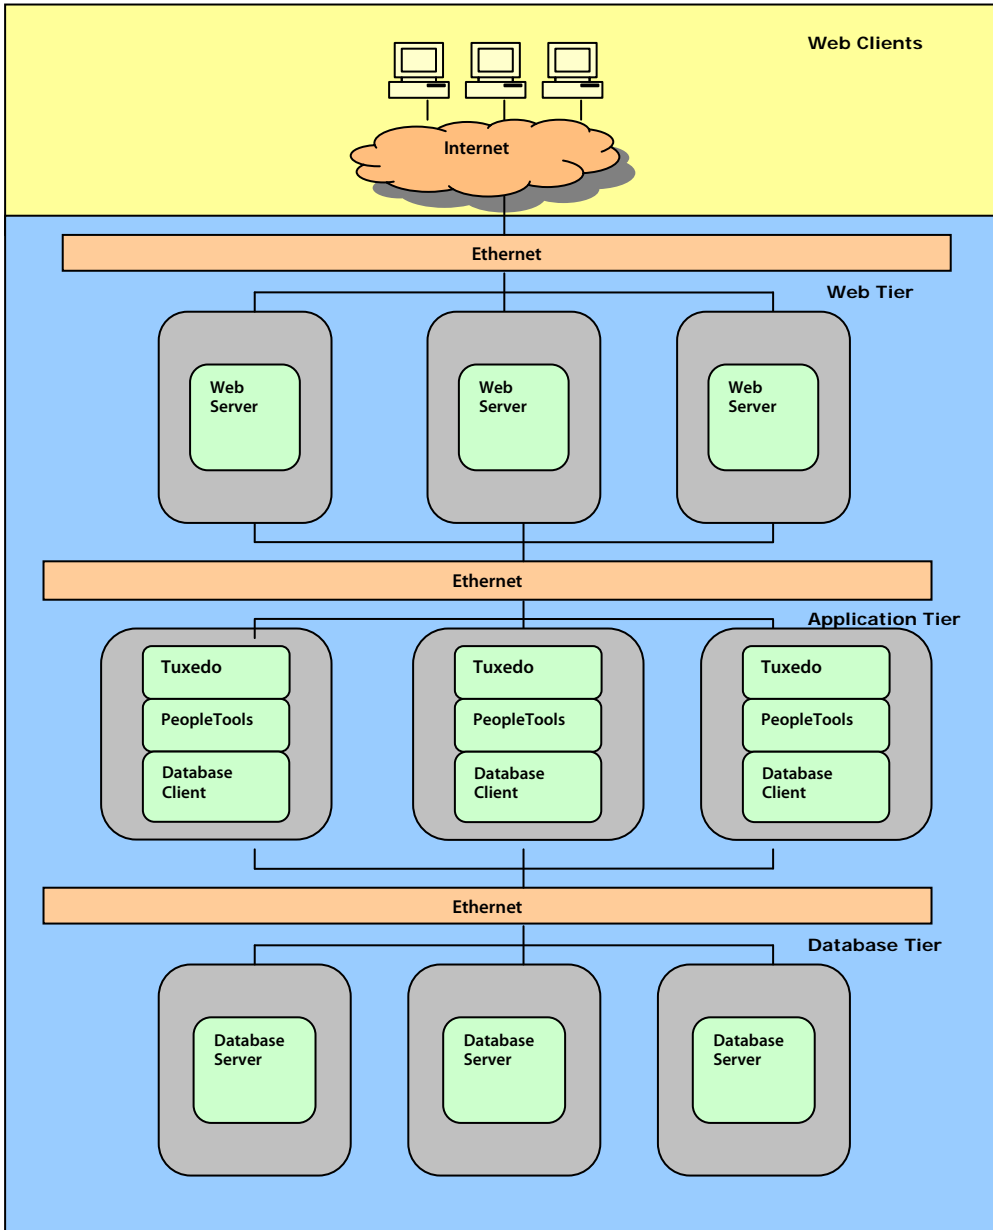 Web Clients
Internet
Ethernet
Web Tier
Web
Server
Web
Server
Web
Server
Ethernet
Application Tier
Tuxedo
PeopleTools
Database
Client
Tuxedo
PeopleTools
Database
Client
Tuxedo
PeopleTools
Database
Client
Ethernet
Database Tier
Database
Server
Database
Server
Database
Server